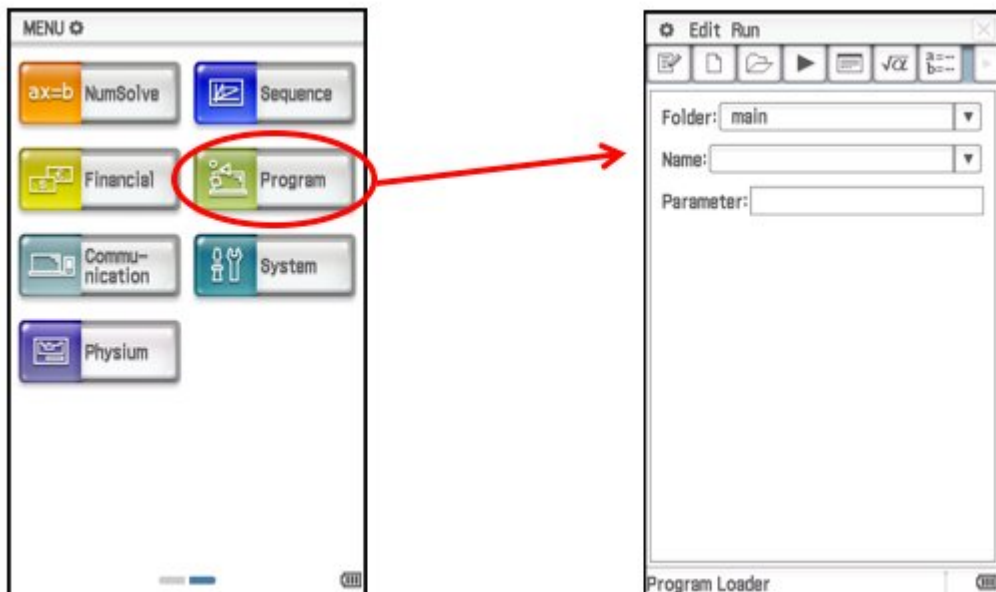 MENU
ax=b NumSolve
Sequence
Financial
Program
Commu-
nication
System
Physium
Edit Run
√α a=--
b=--
Folder: main
Name:
Parameter:
Program Loader